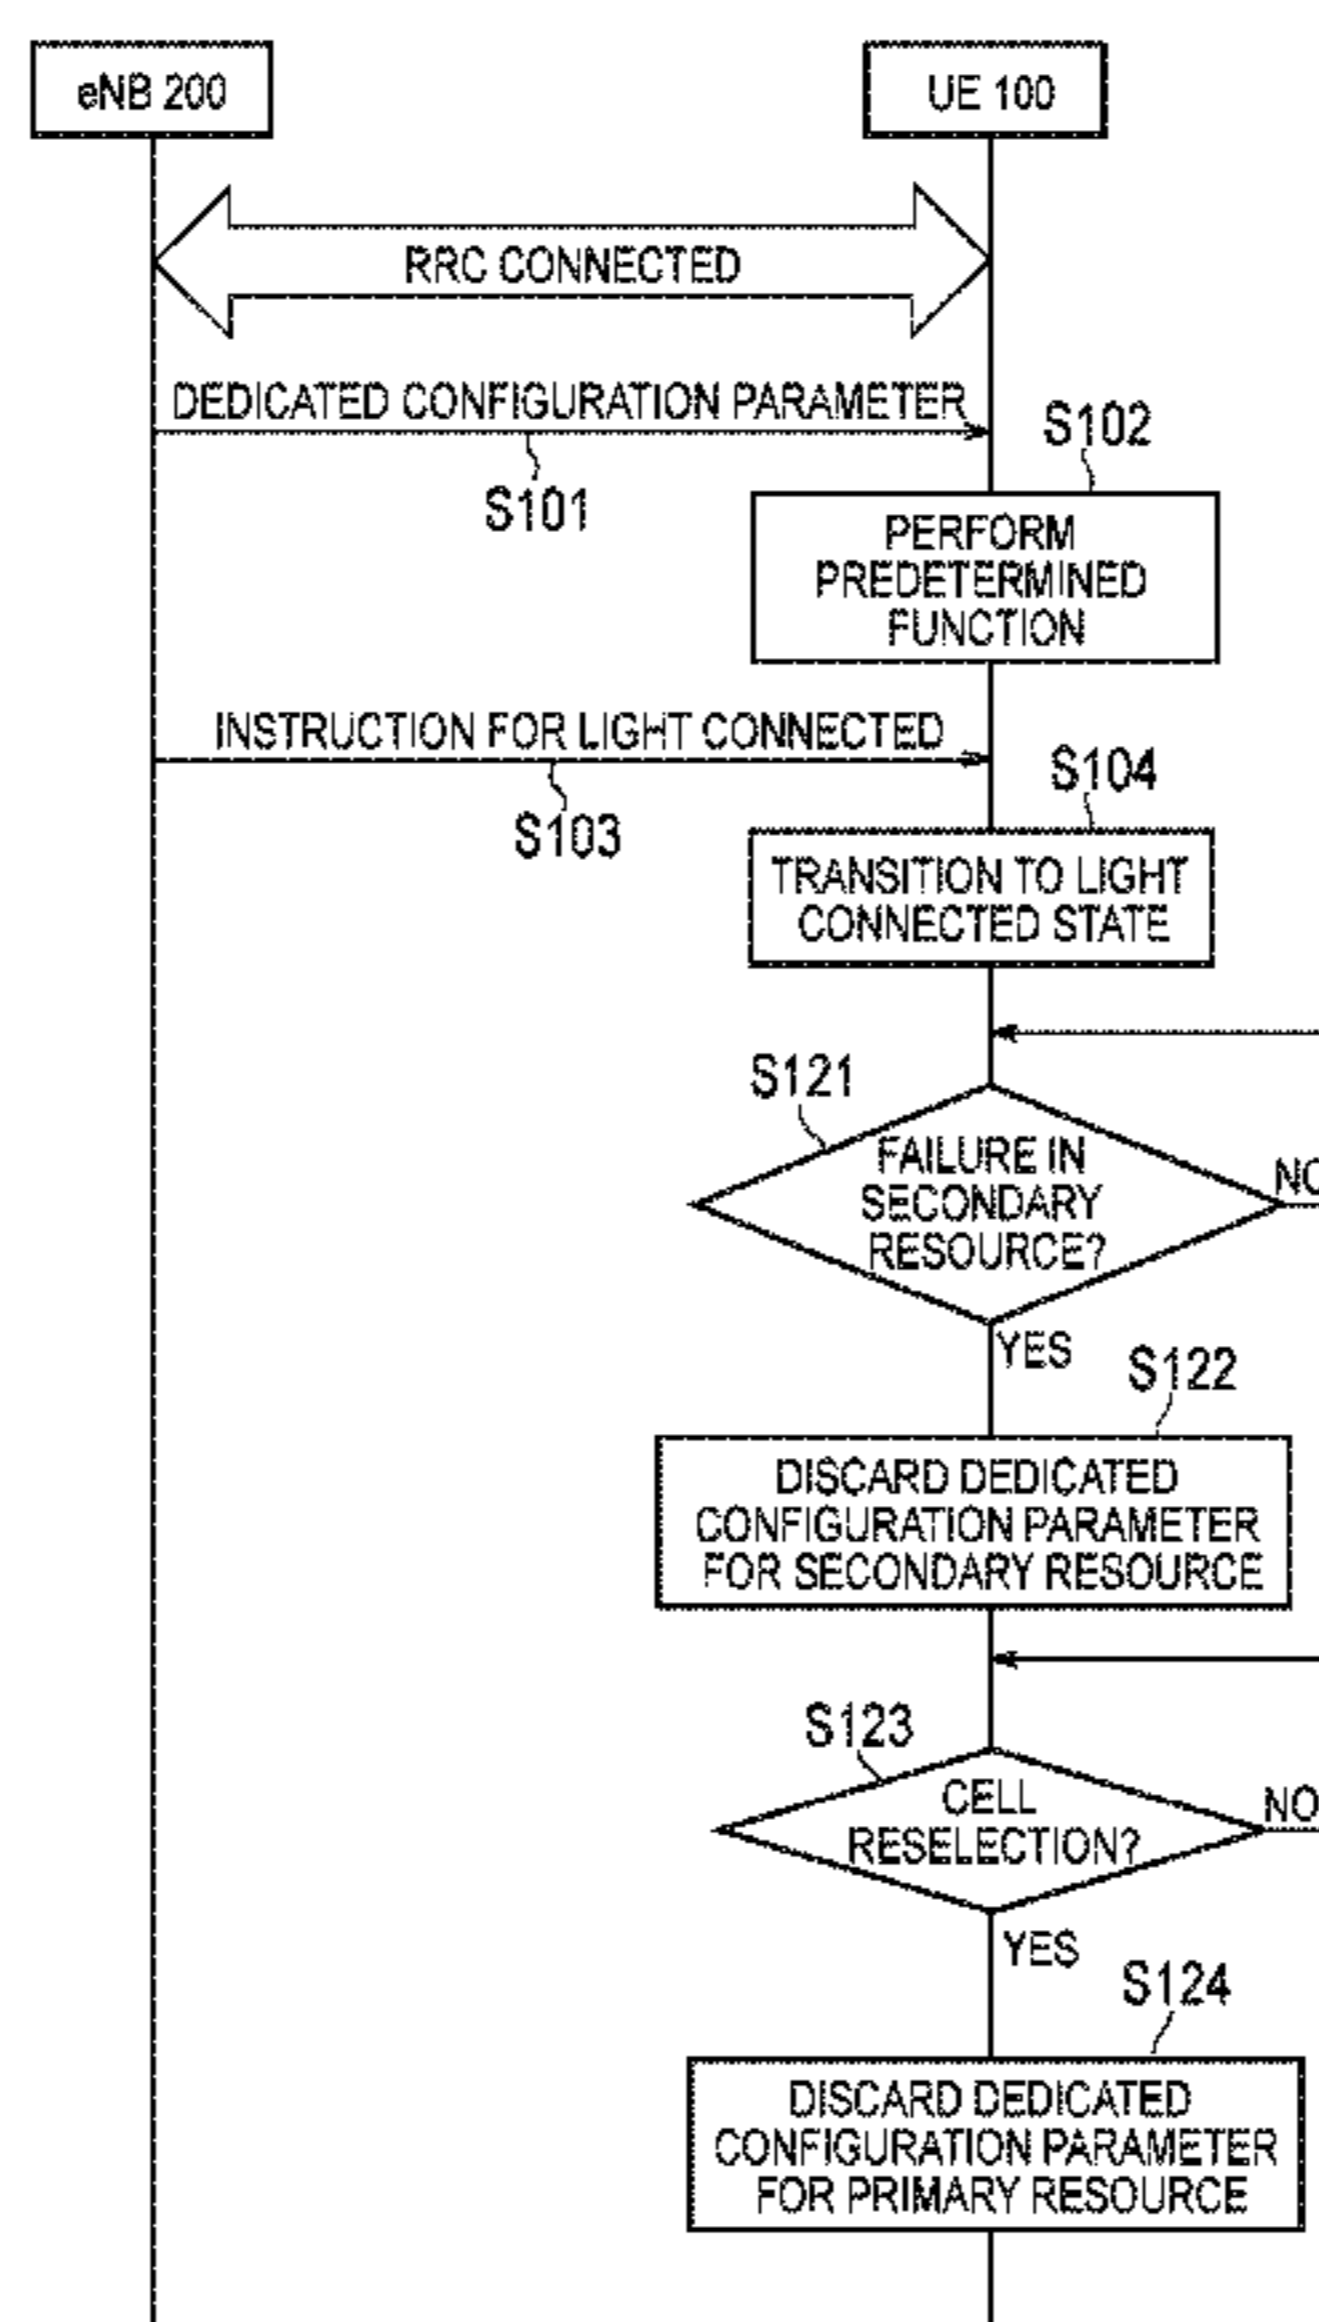 eNB 200
UE 100
RRC CONNECTED
DEDICATED CONFIGURATION PARAMETER
S101
S102
PERFORM
PREDETERMINED
FUNCTION
INSTRUCTION FOR LIGHT CONNECTED
S103
S104
TRANSITION TO LIGHT
CONNECTED STATE
S121
FAILURE IN
SECONDARY
RESOURCE?
NO
YES
S122
DISCARD DEDICATED
CONFIGURATION PARAMETER
FOR SECONDARY RESOURCE
S123
CELL
RESELECTION?
NO
YES
S124
DISCARD DEDICATED
CONFIGURATION PARAMETER
FOR PRIMARY RESOURCE